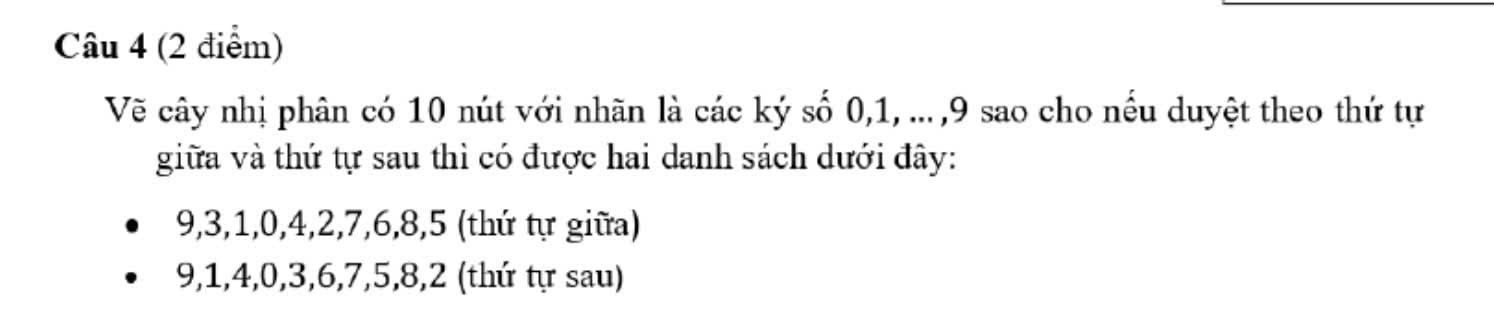 Câu 4 (2 điểm)
Vẽ cây nhị phân có 10 nút với nhãn là các ký số 0,1, ... ,9 sao cho nếu duyệt theo thứ tự
giữa và thứ tự sau thì có được hai danh sách dưới đây:
• 9,3,1,0,4,2,7,6,8,5 (thứ tự giữa)
• 9,1,4,0,3,6,7,5,8,2 (thứ tự sau)